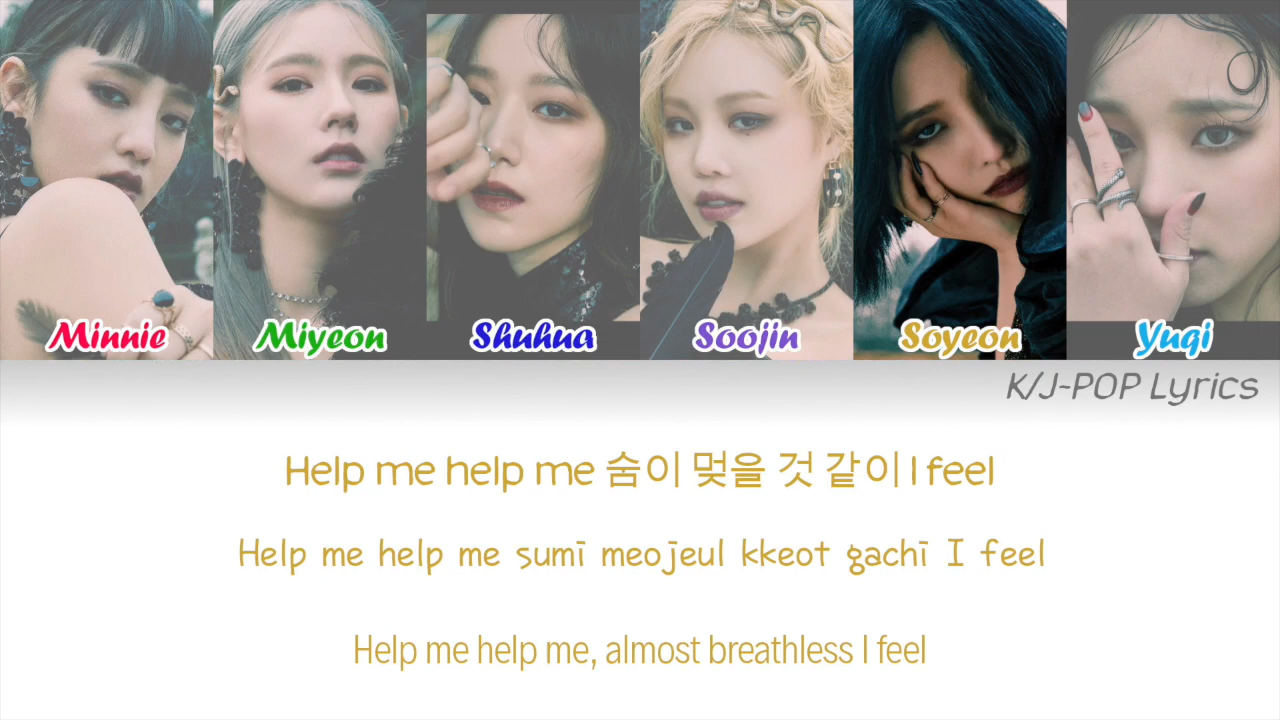 Minnie Miyeon Shuhua Soojin Soyeon Yuqi
K/J-POP Lyrics
Help me help me 숨이 멎을 것 같이 I feel
Help me help me sumī meojeul kkeot gachī I feel
Help me help me, almost breathless I feel